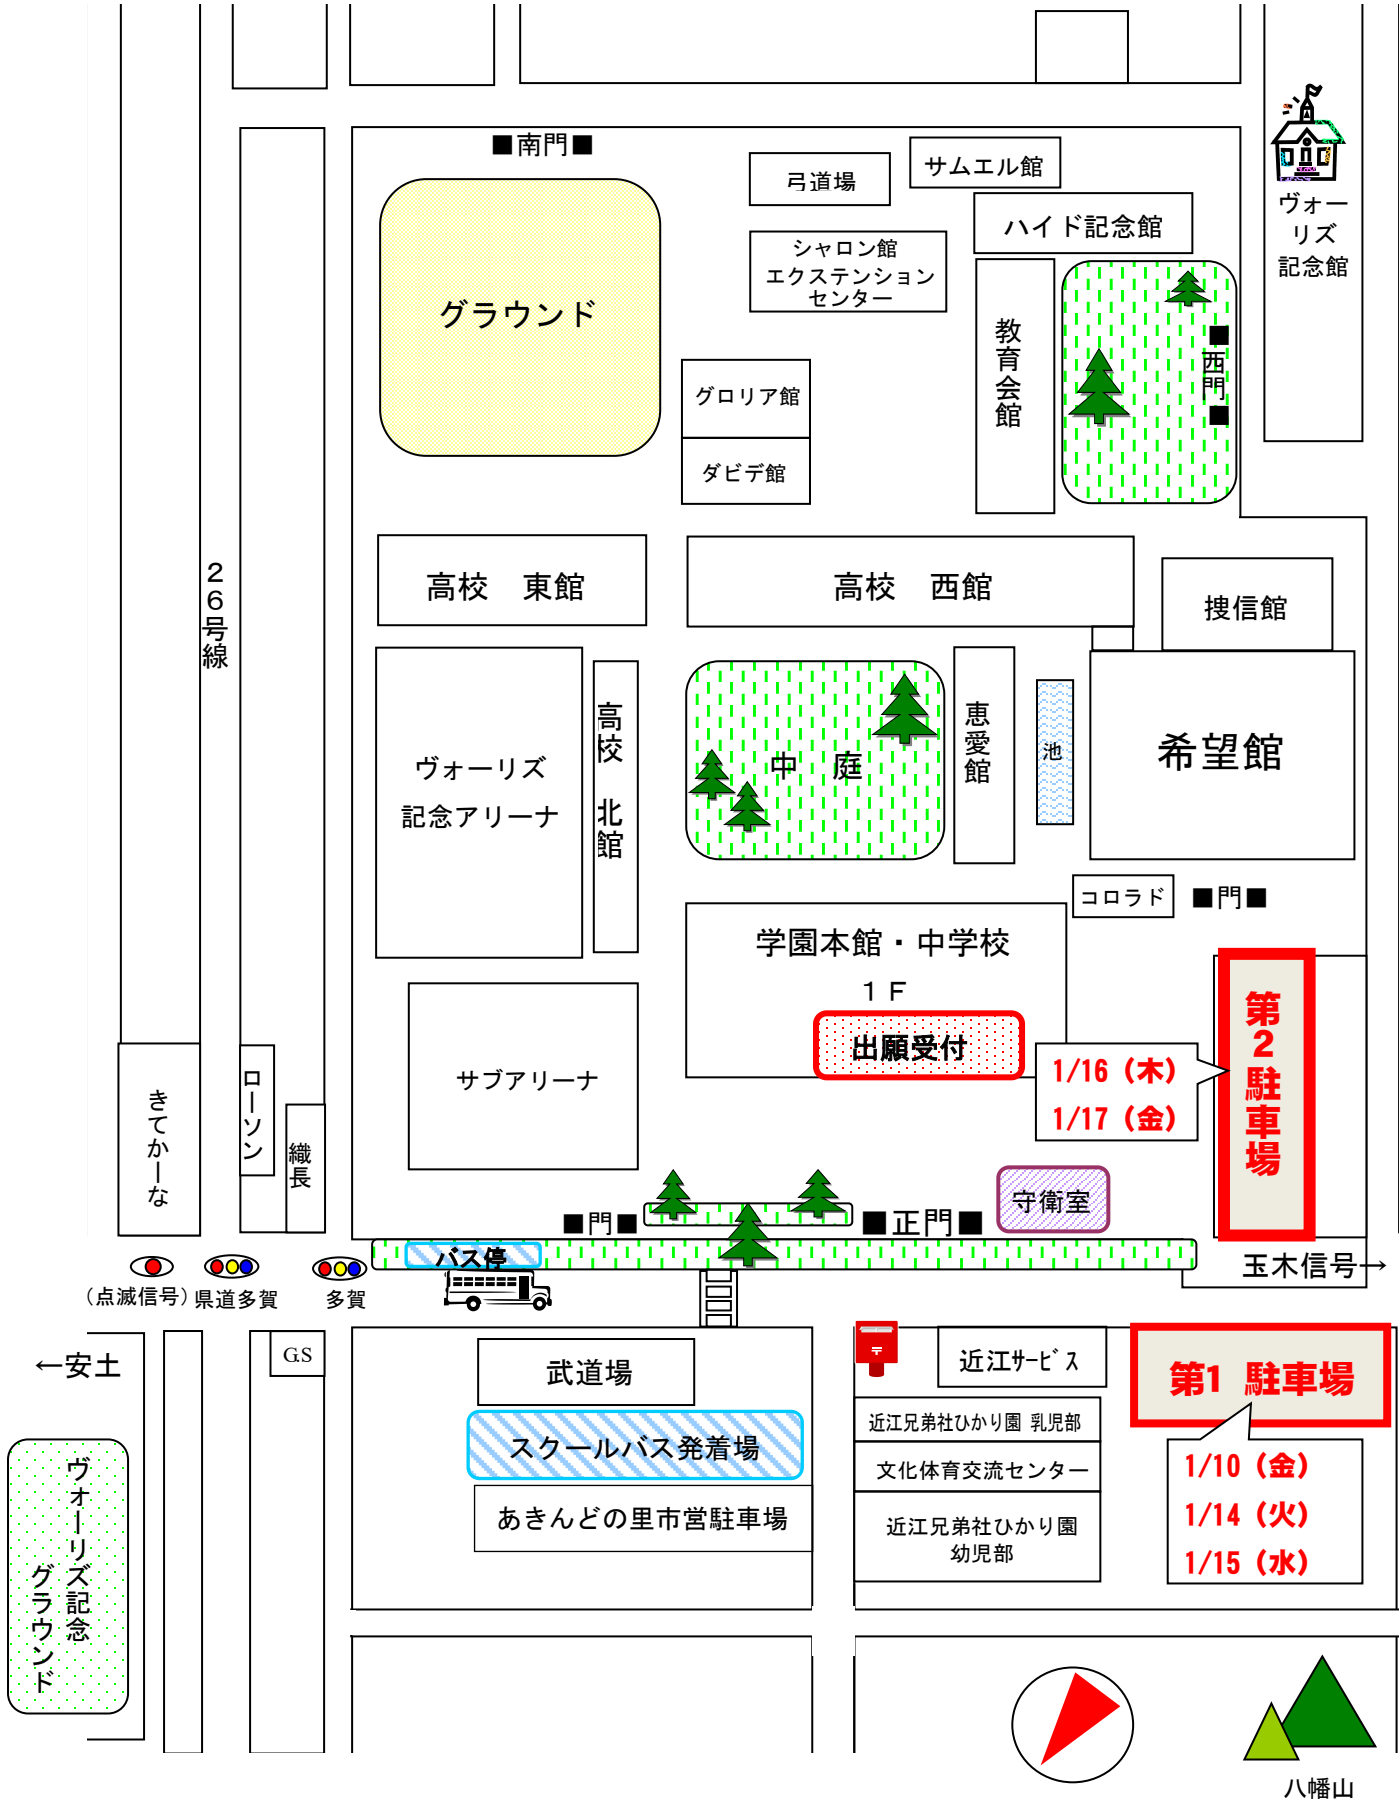 ■南門■
弓道場
サムエル館
ハイド記念館
ヴォー
リズ
記念館
シャロン館
エクステンション
センター
グラウンド
教育会館
■西門■
グロリア館
ダビデ館
26号線
高校　東館
高校　西館
捜信館
ヴォーリズ
記念アリーナ
高校　北館
中　庭
恵愛館
池
希望館
コロラド
■門■
学園本館・中学校
１Ｆ
出願受付
1/16（木）
1/17（金）
第２駐車場
サブアリーナ
きてかーな
ローソン
織長
■門■
■正門■
守衛室
バス停
玉木信号→
（点滅信号）
県道多賀
多賀
←安土
GS
武道場
スクールバス発着場
あきんどの里市営駐車場
〒
近江サービス
近江兄弟社ひかり園 乳児部
文化体育交流センター
近江兄弟社ひかり園
幼児部
第1 駐車場
1/10（金）
1/14（火）
1/15（水）
ヴォーリズ記念
グラウンド
八幡山